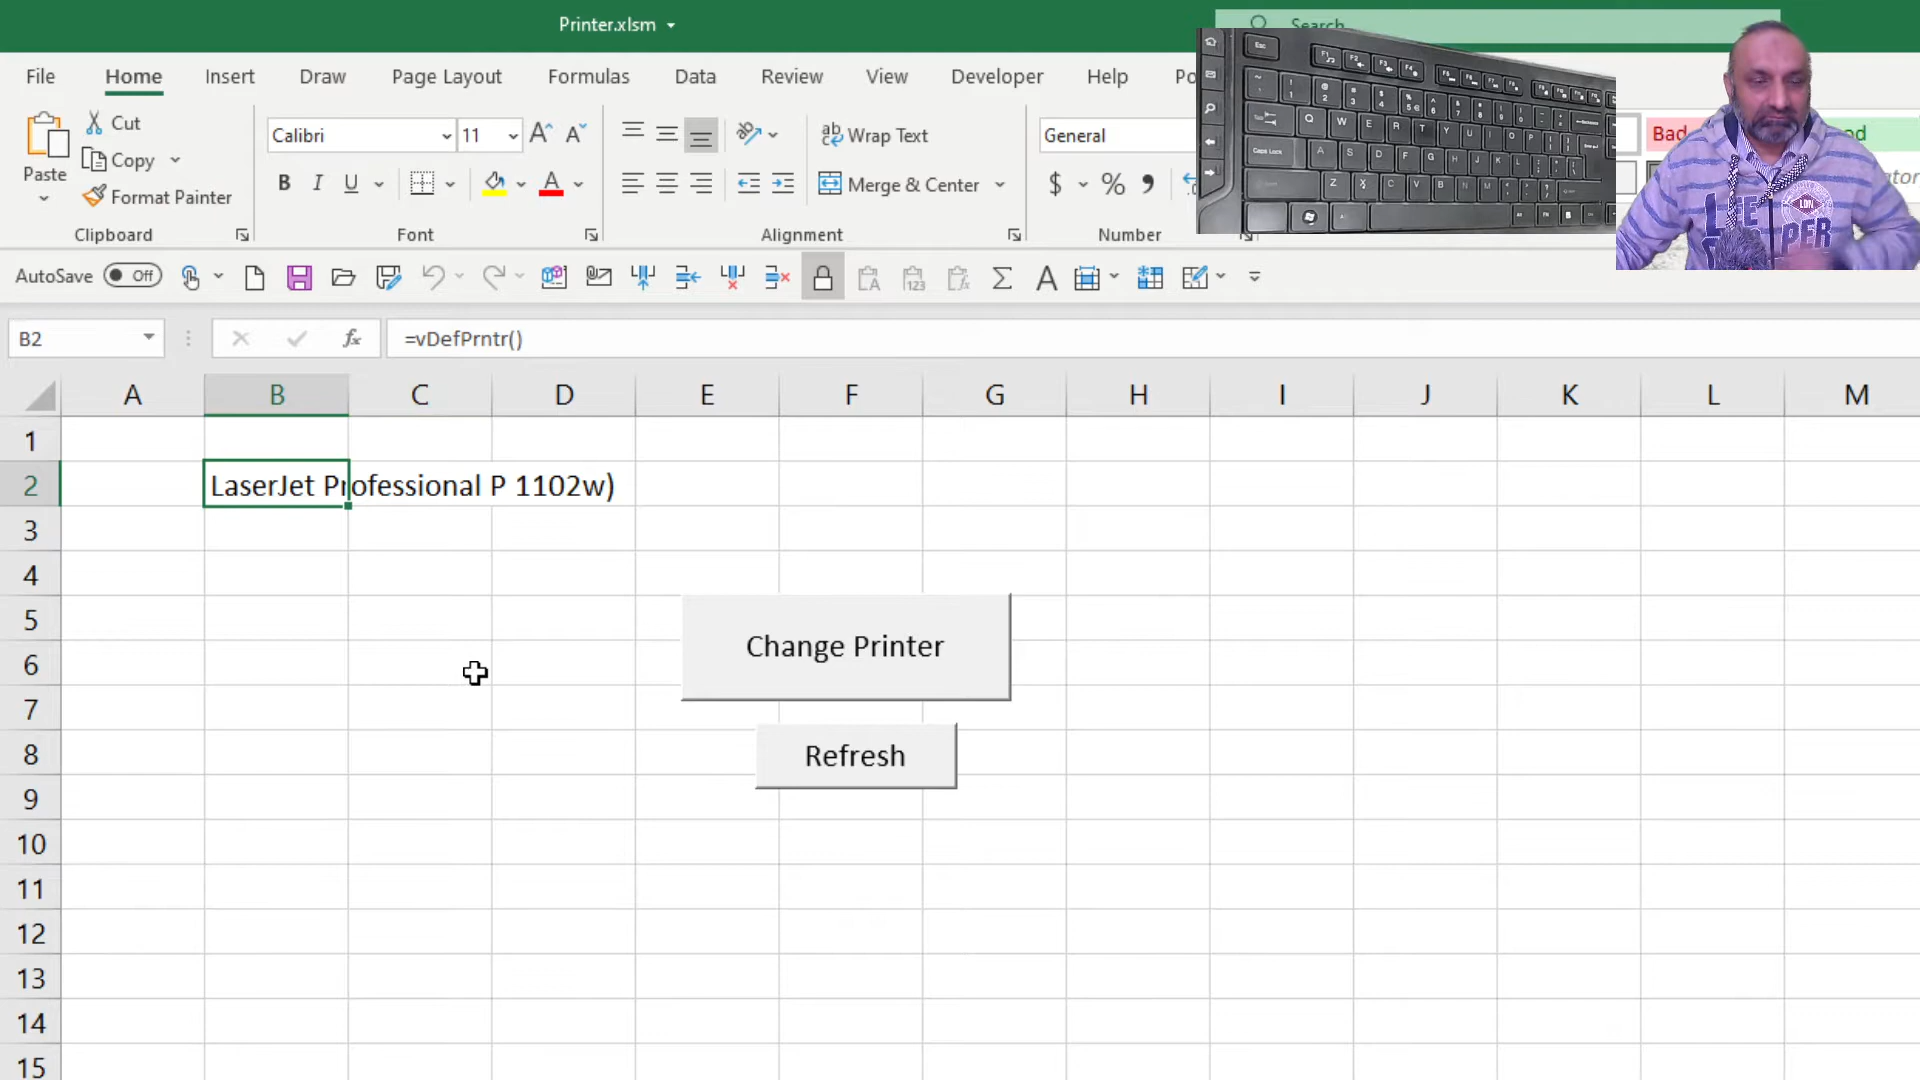 Printer.xlsm
Search
File Home Insert Draw Page Layout Formulas Data Review View Developer Help
Paste Cut
Copy
Format Painter
Clipboard
Calibri 11
B I U A
Font
Wrap Text
Merge & Center
Alignment
General
$ %
Number
Bad
AutoSave Off
B2 fx =vDefPrntr()
A B C D E F G H I J K L M
1
2 LaserJet Professional P 1102w)
3
4
5
6 Change Printer
7
8 Refresh
9
10
11
12
13
14
15